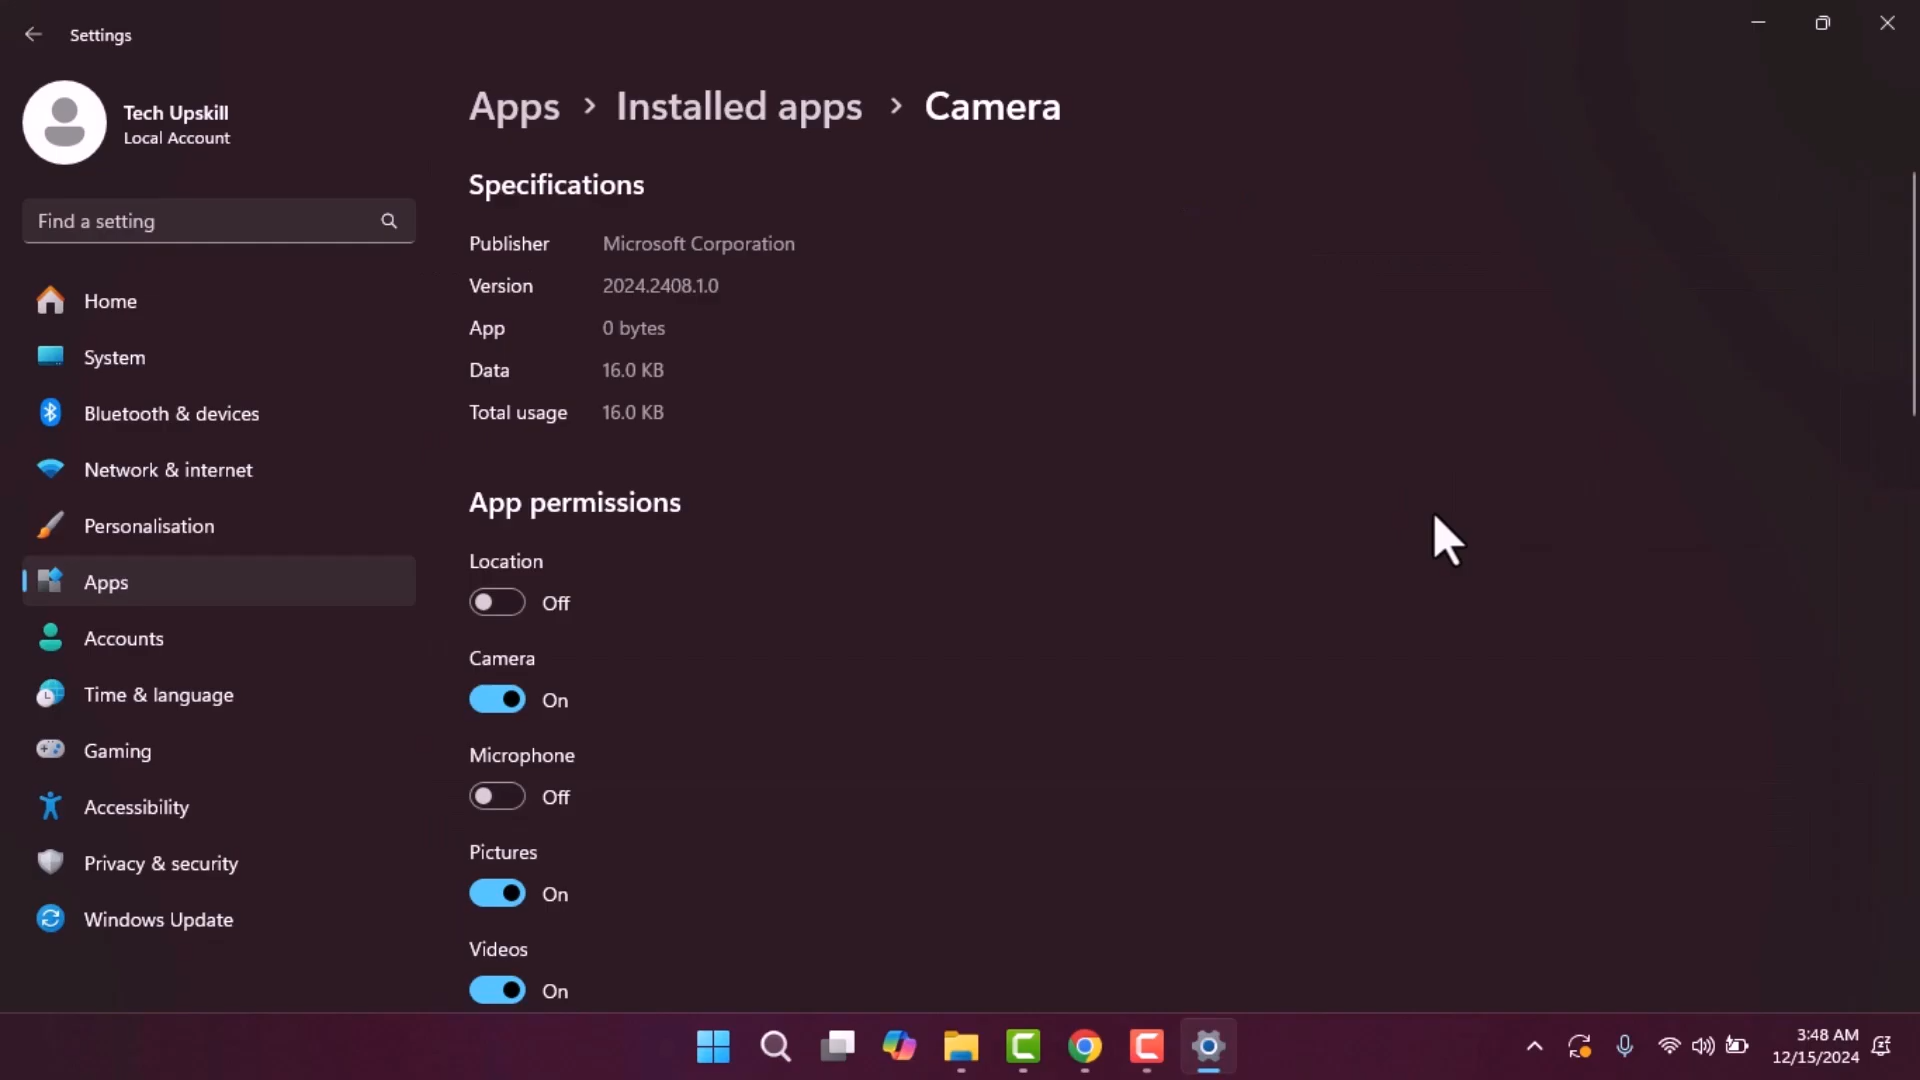 Settings
Tech Upskill
Local Account
Find a setting
Home
System
Bluetooth & devices
Network & internet
Personalisation
Apps
Accounts
Time & language
Gaming
Accessibility
Privacy & security
Windows Update
Apps > Installed apps > Camera
Specifications
Publisher Microsoft Corporation
Version 2024.2408.1.0
App 0 bytes
Data 16.0 KB
Total usage 16.0 KB
App permissions
Location
Off
Camera
On
Microphone
Off
Pictures
On
Videos
On
3:48 AM
12/15/2024